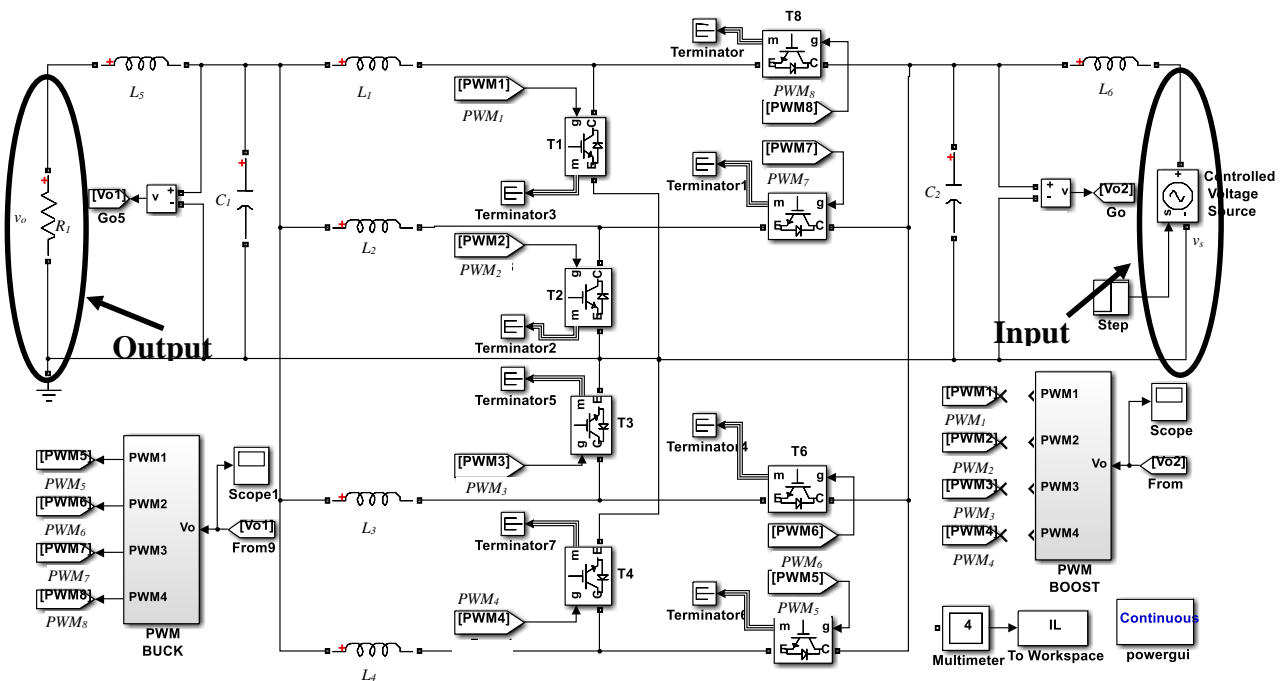 T8
m
g
E
C
Terminator
PWM8
[PWM8]
L5
L1
L6
[PWM1]
PWM1
g
C
T1
m
E
[PWM7]
PWM7
Terminator1
m
g
E
C
Terminator3
vo
R1
[Vo1]
Go5
v
+
-
C1
C2
+
-
v
[Vo2]
Go
+
s
-
Controlled
Voltage
Source
vs
L2
[PWM2]
PWM2
g
C
T2
m
E
Terminator2
Output
Input
Step
Terminator5
m
E
T3
g
C
[PWM3]
PWM3
L3
Terminator4
T6
m
g
E
C
[PWM6]
PWM6
Terminator7
m
E
T4
g
C
PWM4
[PWM4]
L4
[PWM5]
PWM5
Terminator6
m
g
E
C
[PWM5]
PWM5
[PWM6]
PWM6
[PWM7]
PWM7
[PWM8]
PWM8
PWM1
PWM2
PWM3
PWM4
Vo
PWM
BUCK
Scope1
[Vo1]
From9
[PWM1]
PWM1
[PWM2]
PWM2
[PWM3]
PWM3
[PWM4]
PWM4
PWM1
PWM2
PWM3
PWM4
Vo
PWM
BOOST
Scope
[Vo2]
From
4
Multimeter
IL
To Workspace
Continuous
powergui